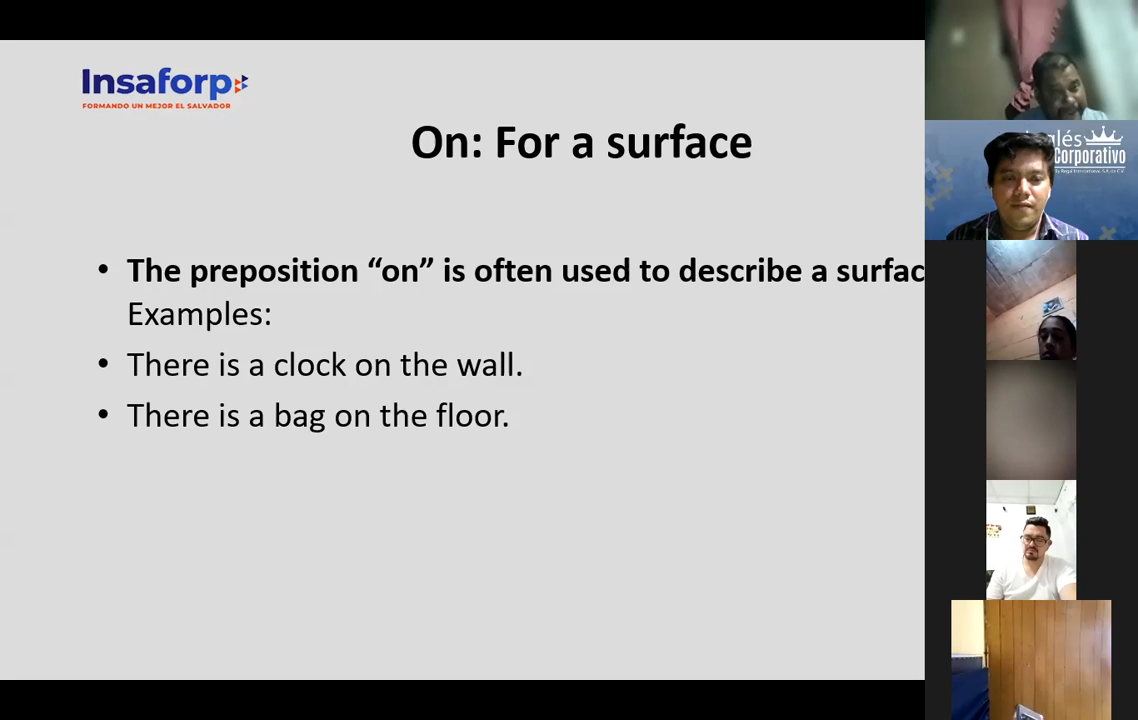 Insaforp
FORMANDO UN MEJOR EL SALVADOR
On: For a surface
• The preposition “on” is often used to describe a surfac
Examples:
• There is a clock on the wall.
• There is a bag on the floor.
glés
corporativo